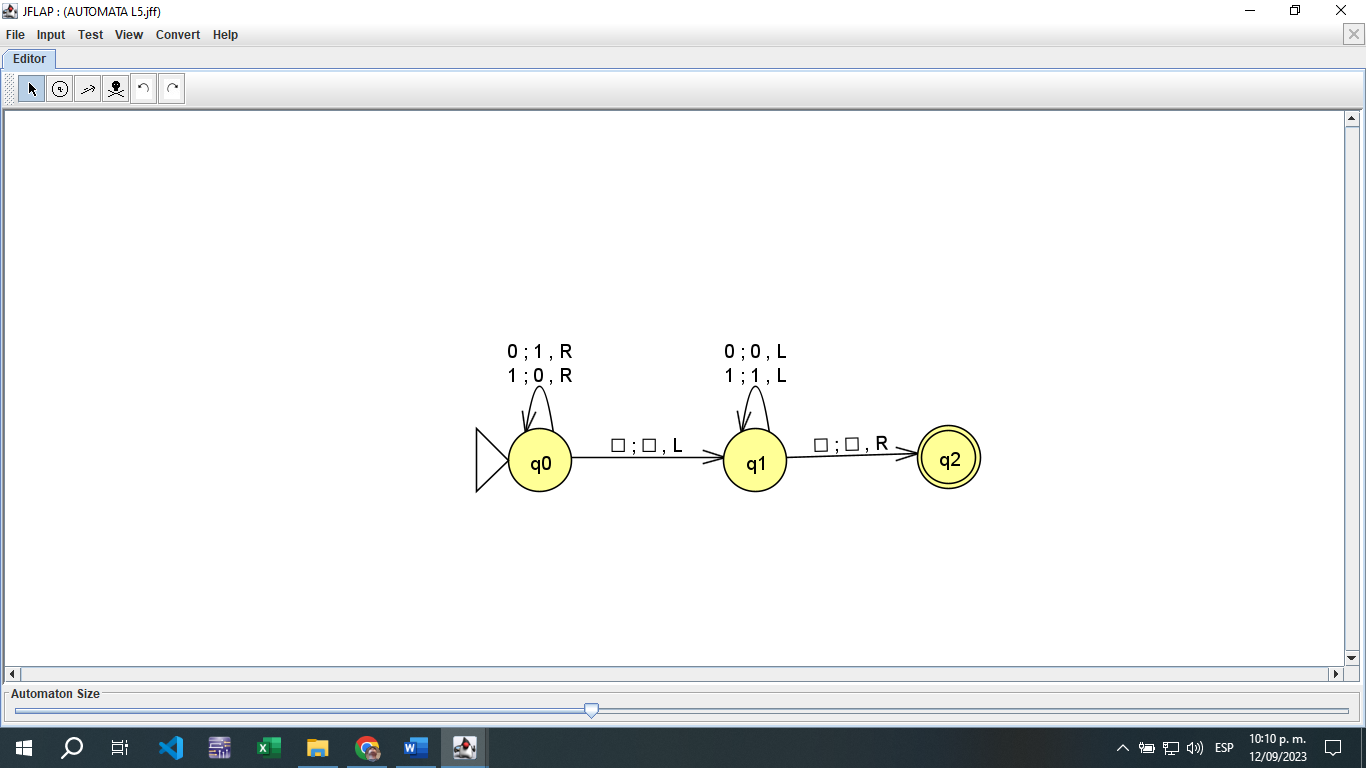 JFLAP : (AUTOMATA L5.jff)
File Input Test View Convert Help
Editor
0 ; 1 , R
1 ; 0 , R
0 ; 0 , L
1 ; 1 , L
□ ; □ , L
□ ; □ , R
q0
q1
q2
Automaton Size
ESP
10:10 p. m.
12/09/2023